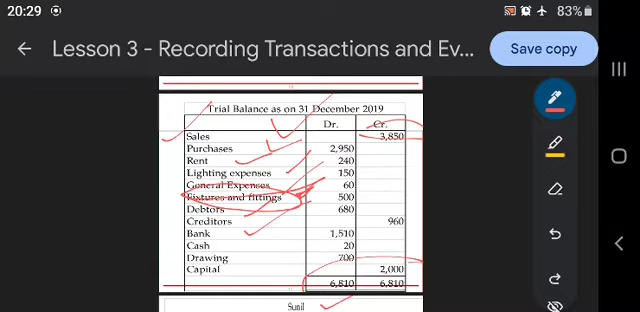 20:29 83%
Lesson 3 - Recording Transactions and Ev... Save copy
Trial Balance as on 31 December 2019
Dr. Cr.
Sales 3,850
Purchases 2,950
Rent 240
Lighting expenses 150
General Expenses 60
Fixtures and fittings 500
Debtors 680
Creditors 960
Bank 1,510
Cash 20
Drawing 700
Capital 2,000
6,810 6,810
Sunil